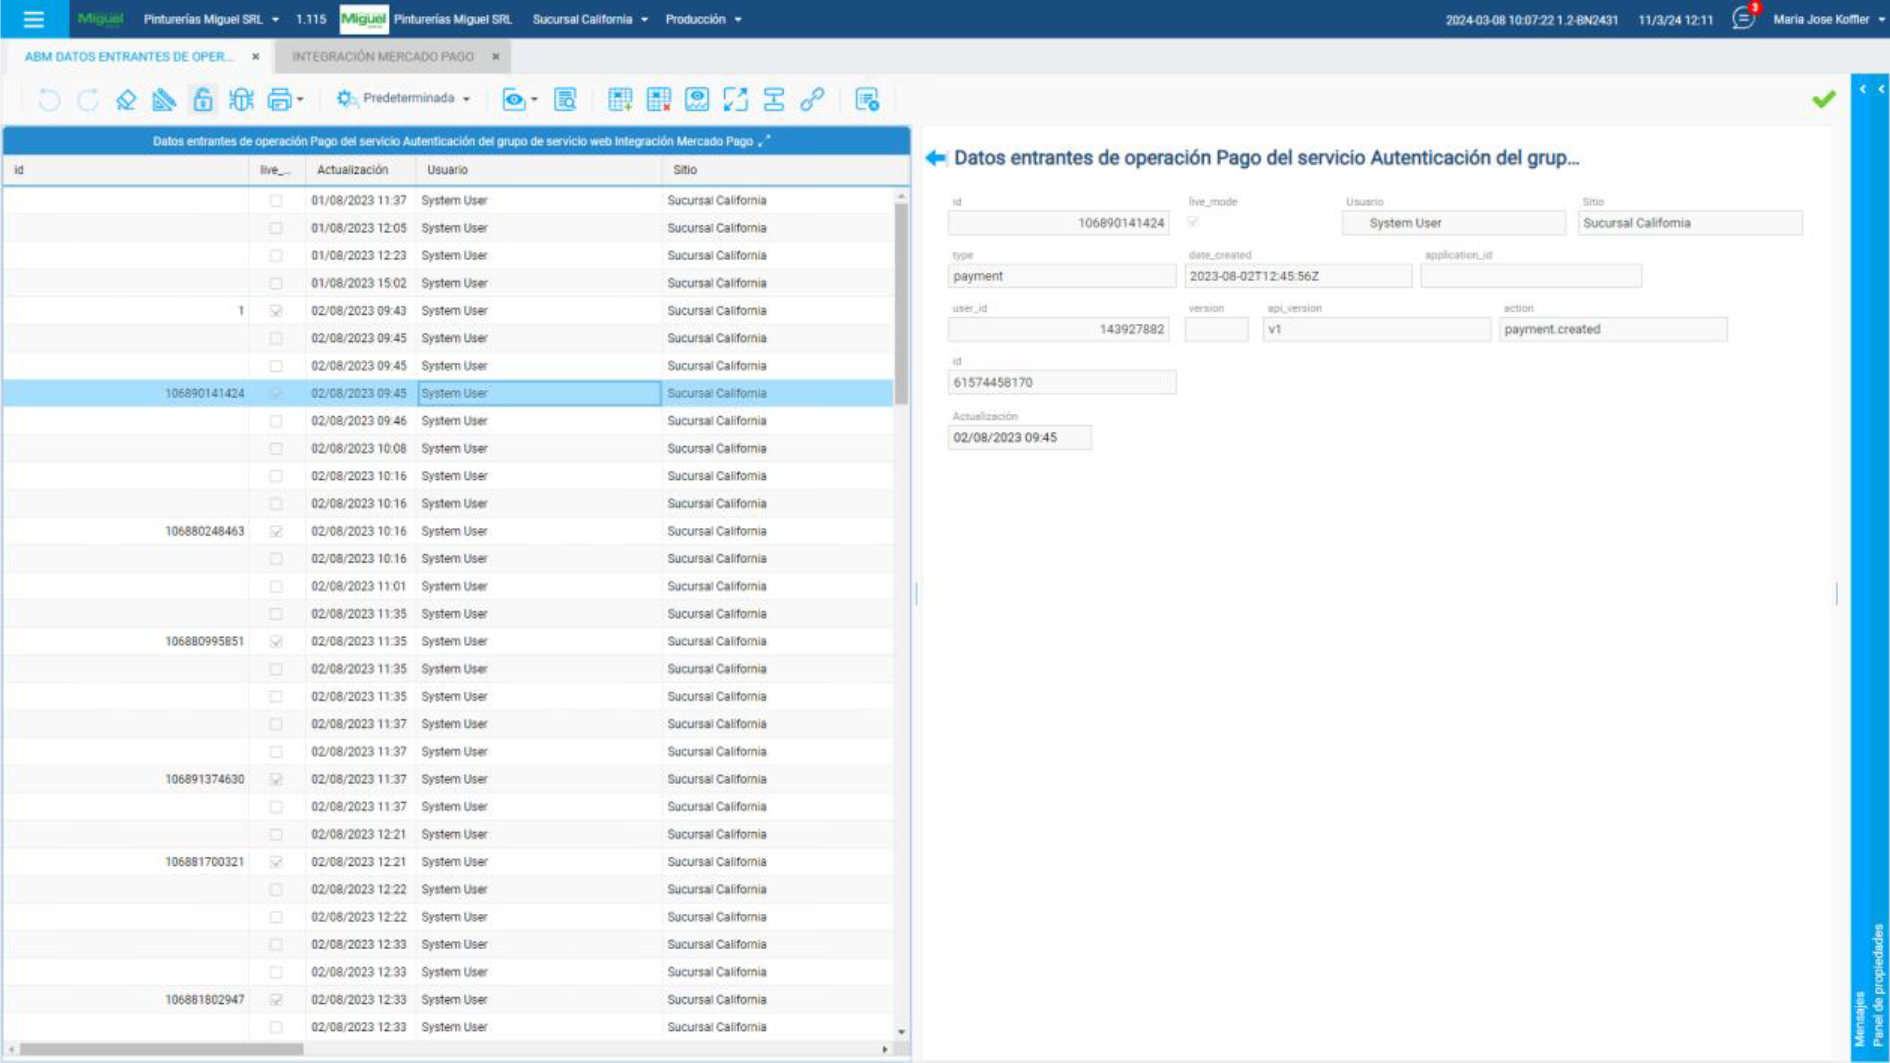 Miguel Pinturerías Miguel SRL 1.115 Miguel Pinturerías Miguel SRL Sucursal California Producción 2024-03-08 10:07:22 1.2-BN2431 11/3/24 12:11 3 Maria Jose Koffler
ABM DATOS ENTRANTES DE OPER... × INTEGRACIÓN MERCADO PAGO ×
Predeterminada
Datos entrantes de operación Pago del servicio Autenticación del grupo de servicio web Integración Mercado Pago
id live_... Actualización Usuario Sitio
01/08/2023 11:37 System User Sucursal California
01/08/2023 12:05 System User Sucursal California
01/08/2023 12:23 System User Sucursal California
01/08/2023 15:02 System User Sucursal California
1 02/08/2023 09:43 System User Sucursal California
02/08/2023 09:45 System User Sucursal California
02/08/2023 09:45 System User Sucursal California
106890141424 02/08/2023 09:45 System User Sucursal California
02/08/2023 09:46 System User Sucursal California
02/08/2023 10:08 System User Sucursal California
02/08/2023 10:16 System User Sucursal California
02/08/2023 10:16 System User Sucursal California
106880248463 02/08/2023 10:16 System User Sucursal California
02/08/2023 10:16 System User Sucursal California
02/08/2023 11:01 System User Sucursal California
02/08/2023 11:35 System User Sucursal California
106880995851 02/08/2023 11:35 System User Sucursal California
02/08/2023 11:35 System User Sucursal California
02/08/2023 11:35 System User Sucursal California
02/08/2023 11:37 System User Sucursal California
02/08/2023 11:37 System User Sucursal California
106891374630 02/08/2023 11:37 System User Sucursal California
02/08/2023 11:37 System User Sucursal California
02/08/2023 12:21 System User Sucursal California
106881700321 02/08/2023 12:21 System User Sucursal California
02/08/2023 12:22 System User Sucursal California
02/08/2023 12:22 System User Sucursal California
02/08/2023 12:33 System User Sucursal California
02/08/2023 12:33 System User Sucursal California
106881802947 02/08/2023 12:33 System User Sucursal California
02/08/2023 12:33 System User Sucursal California
Datos entrantes de operación Pago del servicio Autenticación del grup...
id live_mode Usuario Sitio
106890141424 System User Sucursal California
type date_created application_id
payment 2023-08-02T12:45:56Z
user_id version api_version action
143927882 v1 payment.created
id
61574458170
Actualización
02/08/2023 09:45
Mensajes
Panel de propiedades